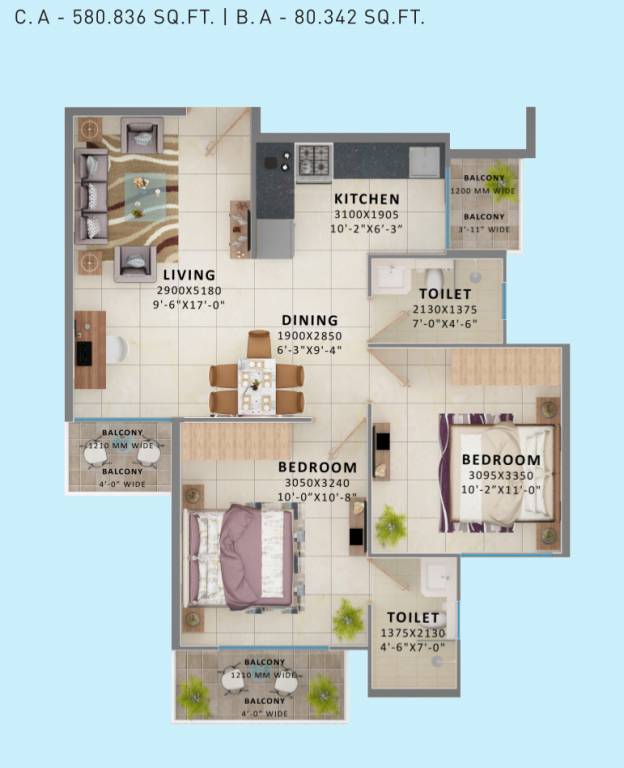 C.A - 580.836 SQ.FT. | B.A - 80.342 SQ.FT.
KITCHEN
3100X1905
10'-2"X6'-3"
BALCONY
1200 MM WIDE
BALCONY
3'-11" WIDE
LIVING
2900X5180
9'-6"X17'-0"
TOILET
2130X1375
7'-0"X4'-6"
DINING
1900X2850
6'-3"X9'-4"
BALCONY
1210 MM WIDE
BALCONY
4'-0" WIDE
BEDROOM
3050X3240
10'-0"X10'-8"
BEDROOM
3095X3350
10'-2"X11'-0"
TOILET
1375X2130
4'-6"X7'-0"
BALCONY
1210 MM WIDE
BALCONY
4'-0" WIDE